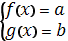 f(x) = a
g(x) = b